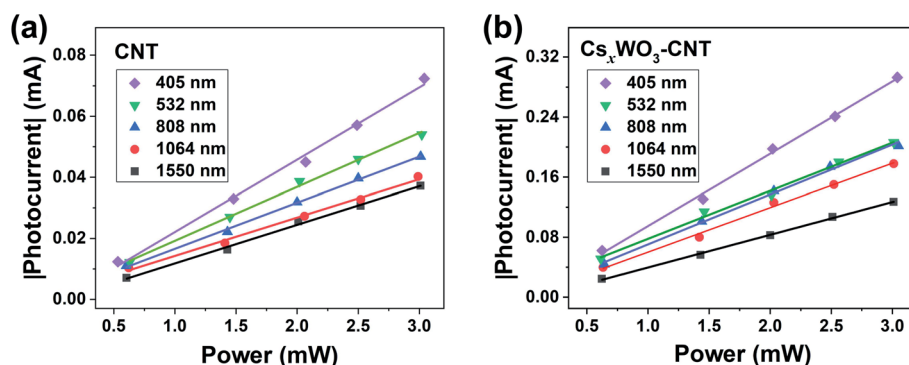 (a)
CNT
405 nm
532 nm
808 nm
1064 nm
1550 nm
|Photocurrent| (mA)
0.08
0.06
0.04
0.02
0.00
0.5 1.0 1.5 2.0 2.5 3.0
Power (mW)
(b)
CsₓWO₃-CNT
405 nm
532 nm
808 nm
1064 nm
1550 nm
|Photocurrent| (mA)
0.32
0.24
0.16
0.08
0.00
0.5 1.0 1.5 2.0 2.5 3.0
Power (mW)